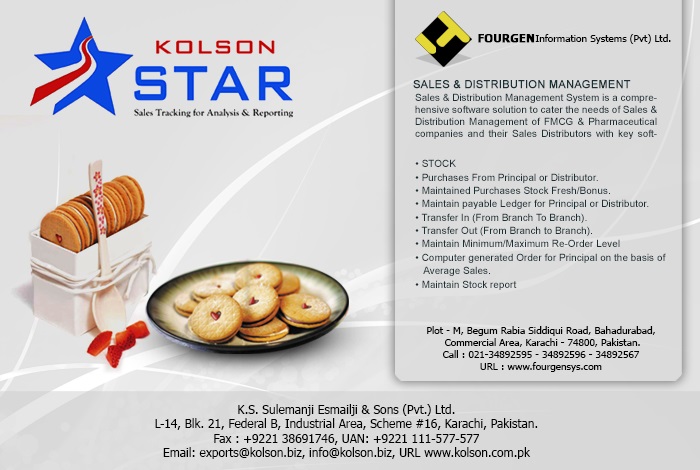 KOLSON
STAR
Sales Tracking for Analysis & Reporting
FOURGEN Information Systems (Pvt) Ltd.
SALES & DISTRIBUTION MANAGEMENT
Sales & Distribution Management System is a compre-
hensive software solution to cater the needs of Sales &
Distribution Management of FMCG & Pharmaceutical
companies and their Sales Distributors with key soft-
• STOCK
• Purchases From Principal or Distributor.
• Maintained Purchases Stock Fresh/Bonus.
• Maintain payable Ledger for Principal or Distributor.
• Transfer In (From Branch To Branch).
• Transfer Out (From Branch to Branch).
• Maintain Minimum/Maximum Re-Order Level
• Computer generated Order for Principal on the basis of
Average Sales.
• Maintain Stock report
Plot - M, Begum Rabia Siddiqui Road, Bahadurabad,
Commercial Area, Karachi - 74800, Pakistan.
Call : 021-34892595 - 34892596 - 34892567
URL : www.fourgensys.com
K.S. Sulemanji Esmailji & Sons (Pvt.) Ltd.
L-14, Blk. 21, Federal B, Industrial Area, Scheme #16, Karachi, Pakistan.
Fax : +9221 38691746, UAN: +9221 111-577-577
Email: exports@kolson.biz, info@kolson.biz, URL www.kolson.com.pk